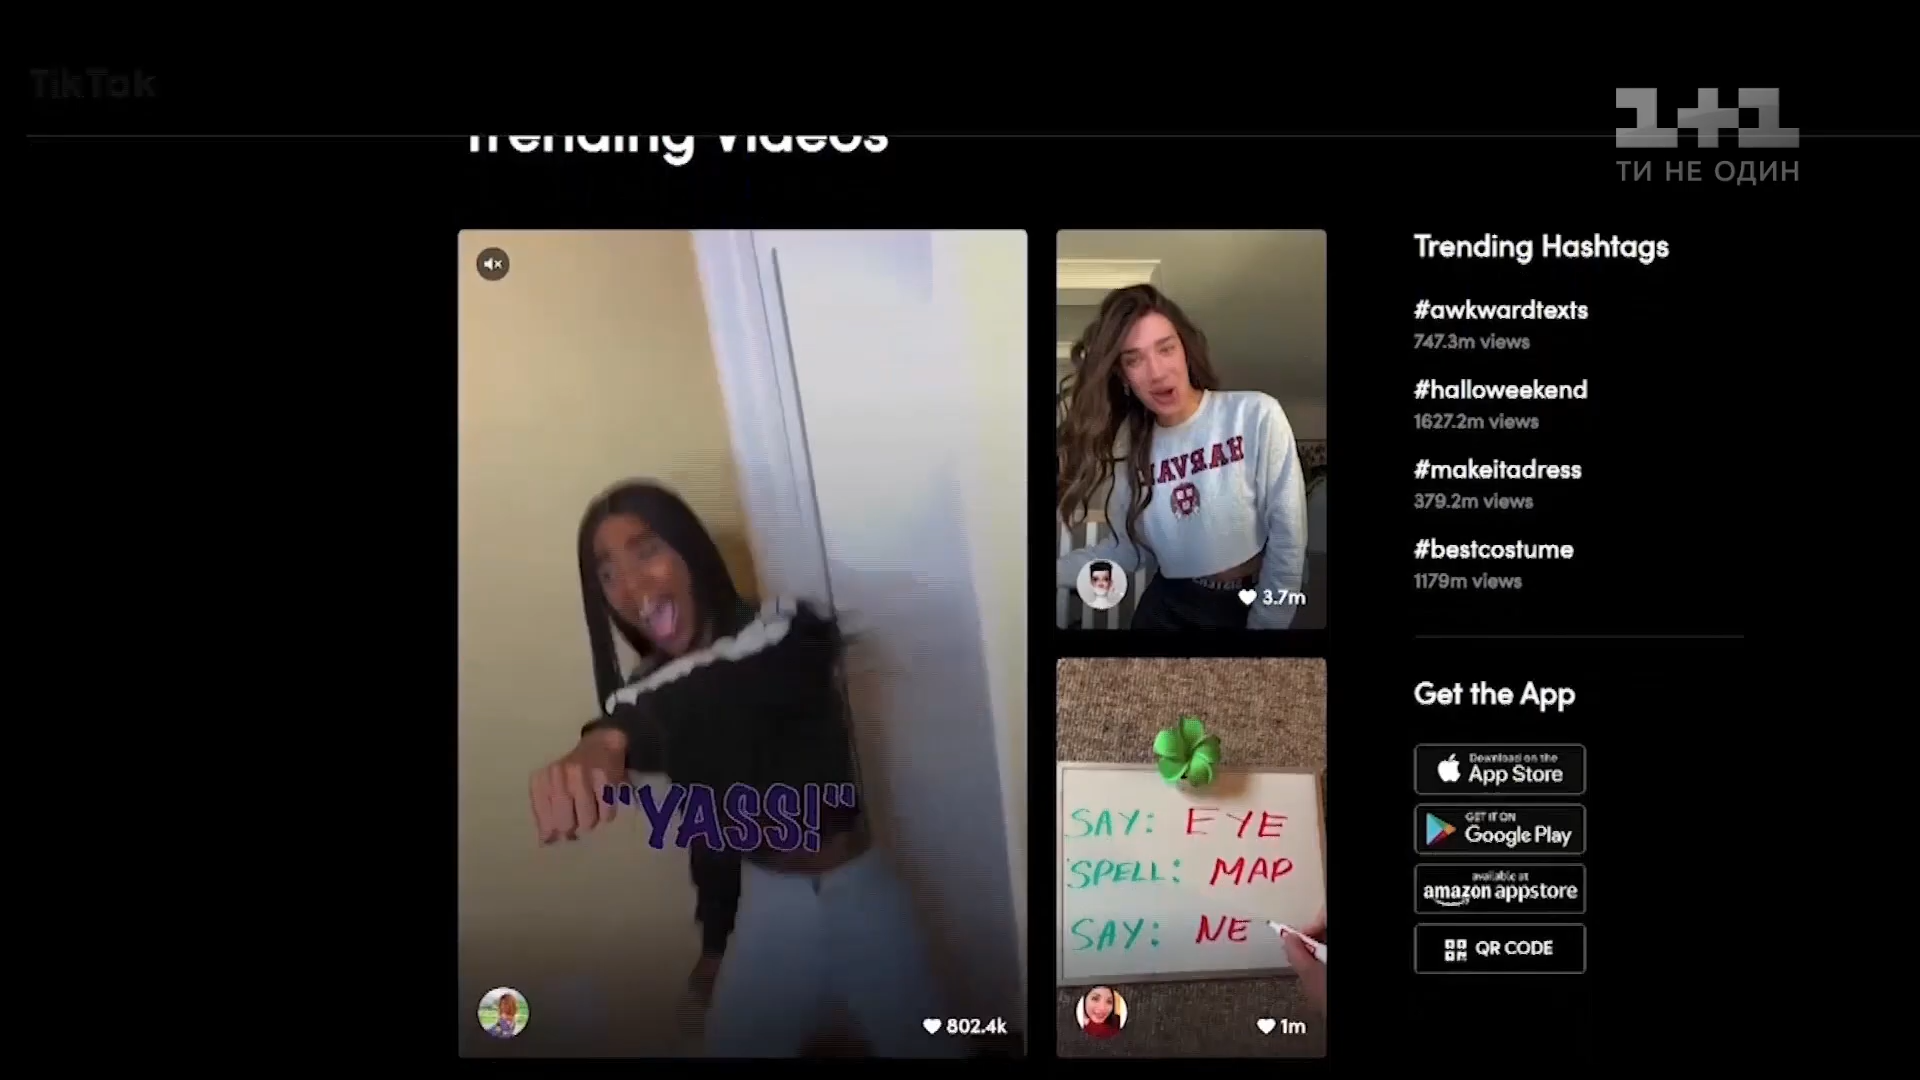 TikTok
1+1
ТИ НЕ ОДИН
Trending Videos
Trending Hashtags
#awkwardtexts
747.3m views
#halloweekend
1627.2m views
#makeitadress
379.2m views
#bestcostume
1179m views
HARVA
3.7m
"YASS!"
802.4k
SAY: EYE
SPELL: MAP
SAY: NE
1m
Get the App
Download on the
App Store
GET IT ON
Google Play
available at
amazon appstore
QR CODE